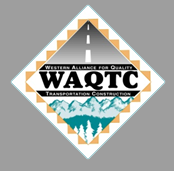 WESTERN ALLIANCE FOR QUALITY
WAQTC
TRANSPORTATION CONSTRUCTION